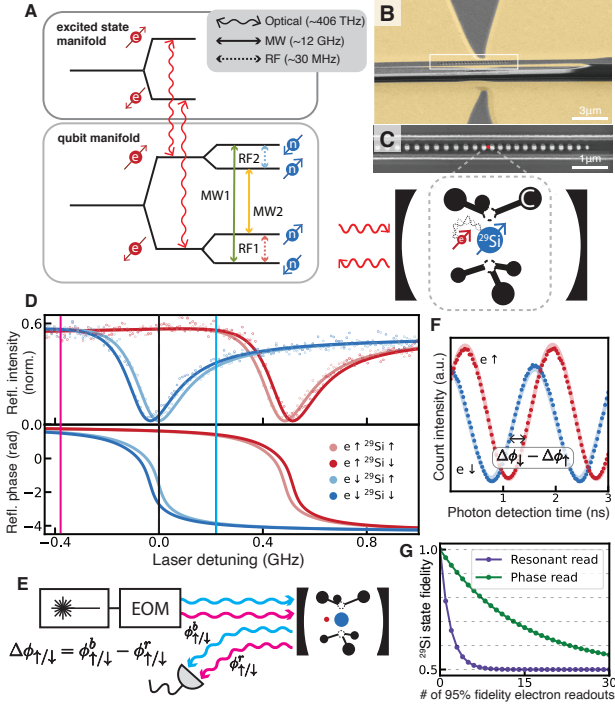 A
excited state
manifold
e
e
Optical (~406 THz)
MW (~12 GHz)
RF (~30 MHz)
qubit manifold
e
e
MW1
MW2
RF2
RF1
n
n
n
n
B
3μm
C
1μm
e
²⁹Si
D
Refl. intensity
(norm.)
0.6
0.0
Refl. phase (rad)
0
−2
−4
e ↑ ²⁹Si ↑
e ↑ ²⁹Si ↓
e ↓ ²⁹Si ↑
e ↓ ²⁹Si ↓
−0.4 0.0 0.4 0.8
Laser detuning (GHz)
E
EOM
Δϕ↑/↓ = ϕᵇ↑/↓ − ϕʳ↑/↓
ϕᵇ↑/↓
ϕʳ↑/↓
F
Count intensity (a.u.)
e ↑
e ↓
Δϕ↓ − Δϕ↑
1 2 3
Photon detection time (ns)
G
²⁹Si state fidelity
1.0
0.5
Resonant read
Phase read
0 15 30
# of 95% fidelity electron readouts